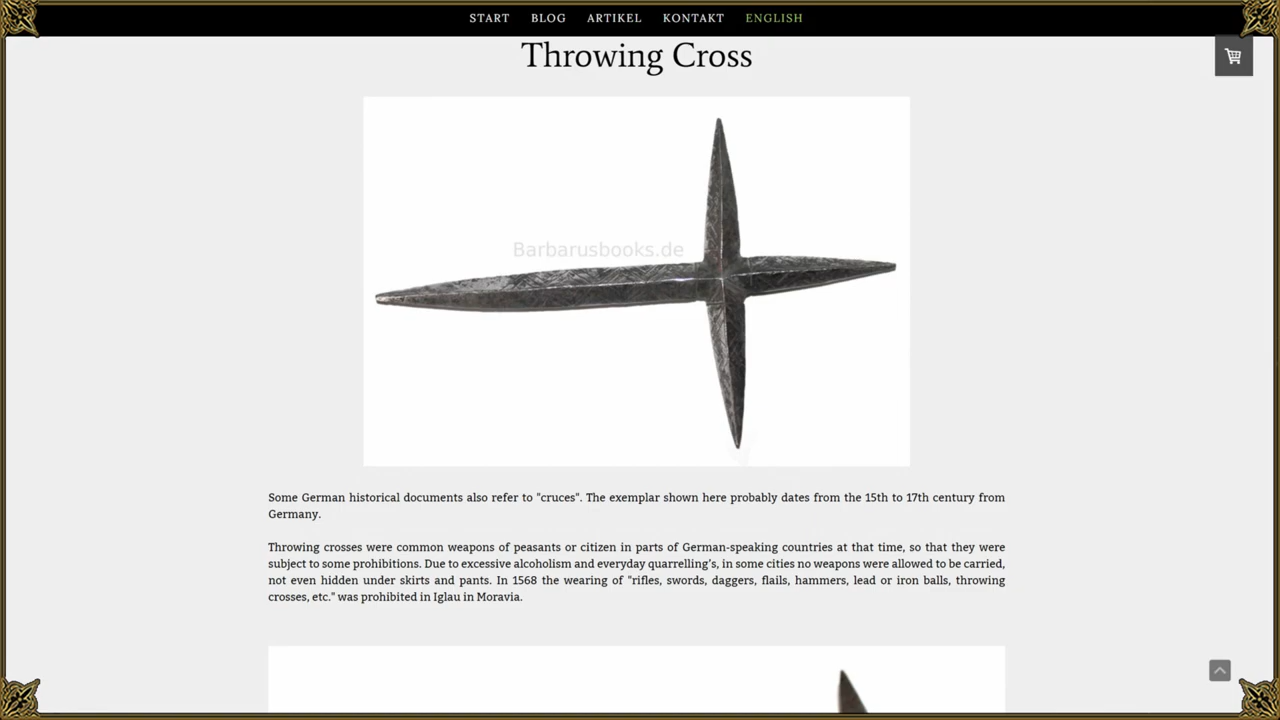 START BLOG ARTIKEL KONTAKT ENGLISH
Throwing Cross
Barbarusbooks.de
Some German historical documents also refer to "cruces". The exemplar shown here probably dates from the 15th to 17th century from
Germany.
Throwing crosses were common weapons of peasants or citizen in parts of German-speaking countries at that time, so that they were
subject to some prohibitions. Due to excessive alcoholism and everyday quarrelling's, in some cities no weapons were allowed to be carried,
not even hidden under skirts and pants. In 1568 the wearing of "rifles, swords, daggers, flails, hammers, lead or iron balls, throwing
crosses, etc." was prohibited in Iglau in Moravia.